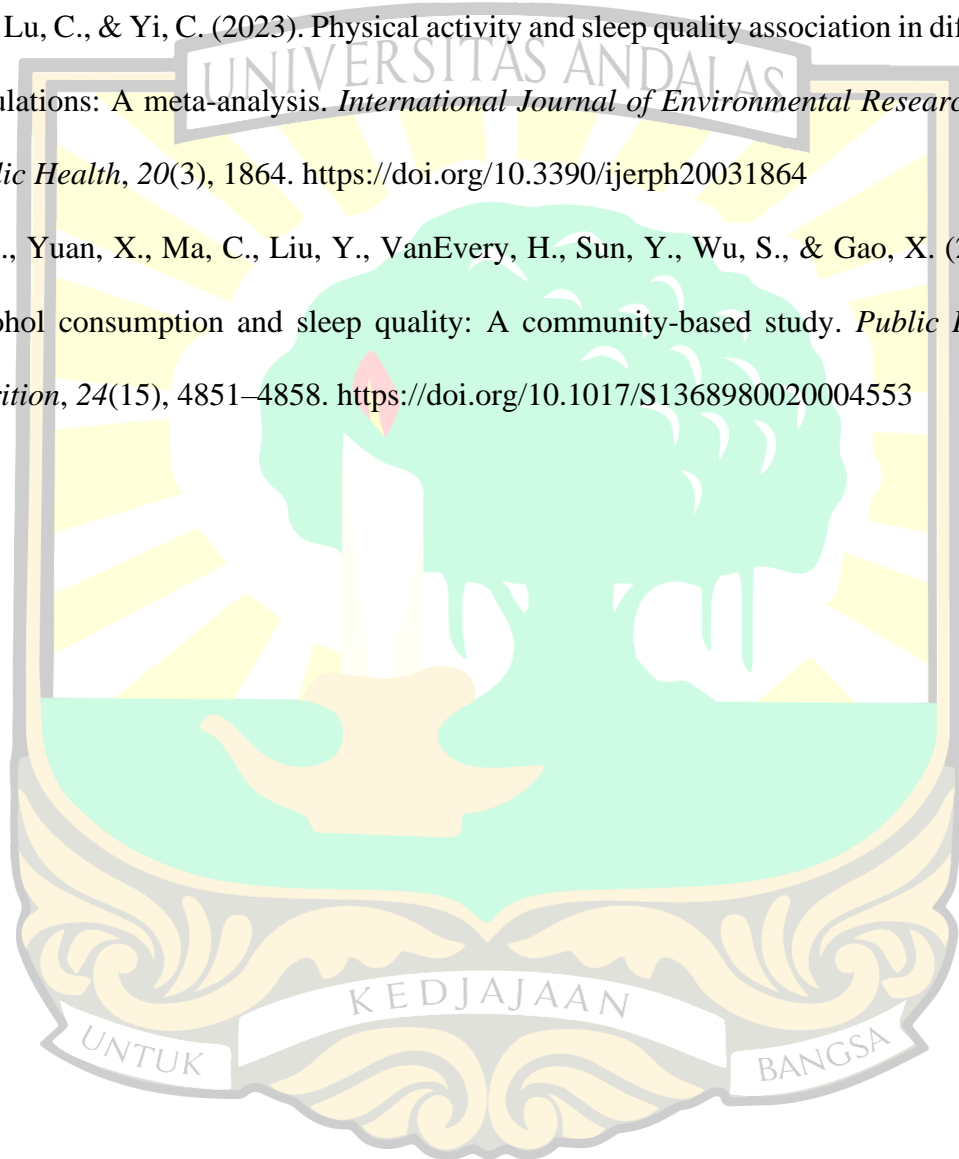 Lu, C., & Yi, C. (2023). Physical activity and sleep quality association in dif
UNIVERSITAS ANDALAS
ulations: A meta-analysis. International Journal of Environmental Researc
lic Health, 20(3), 1864. https://doi.org/10.3390/ijerph20031864
., Yuan, X., Ma, C., Liu, Y., VanEvery, H., Sun, Y., Wu, S., & Gao, X. (2
ohol consumption and sleep quality: A community-based study. Public
rition, 24(15), 4851–4858. https://doi.org/10.1017/S1368980020004553
KEDJAJAAN
UNTUK
BANGSA